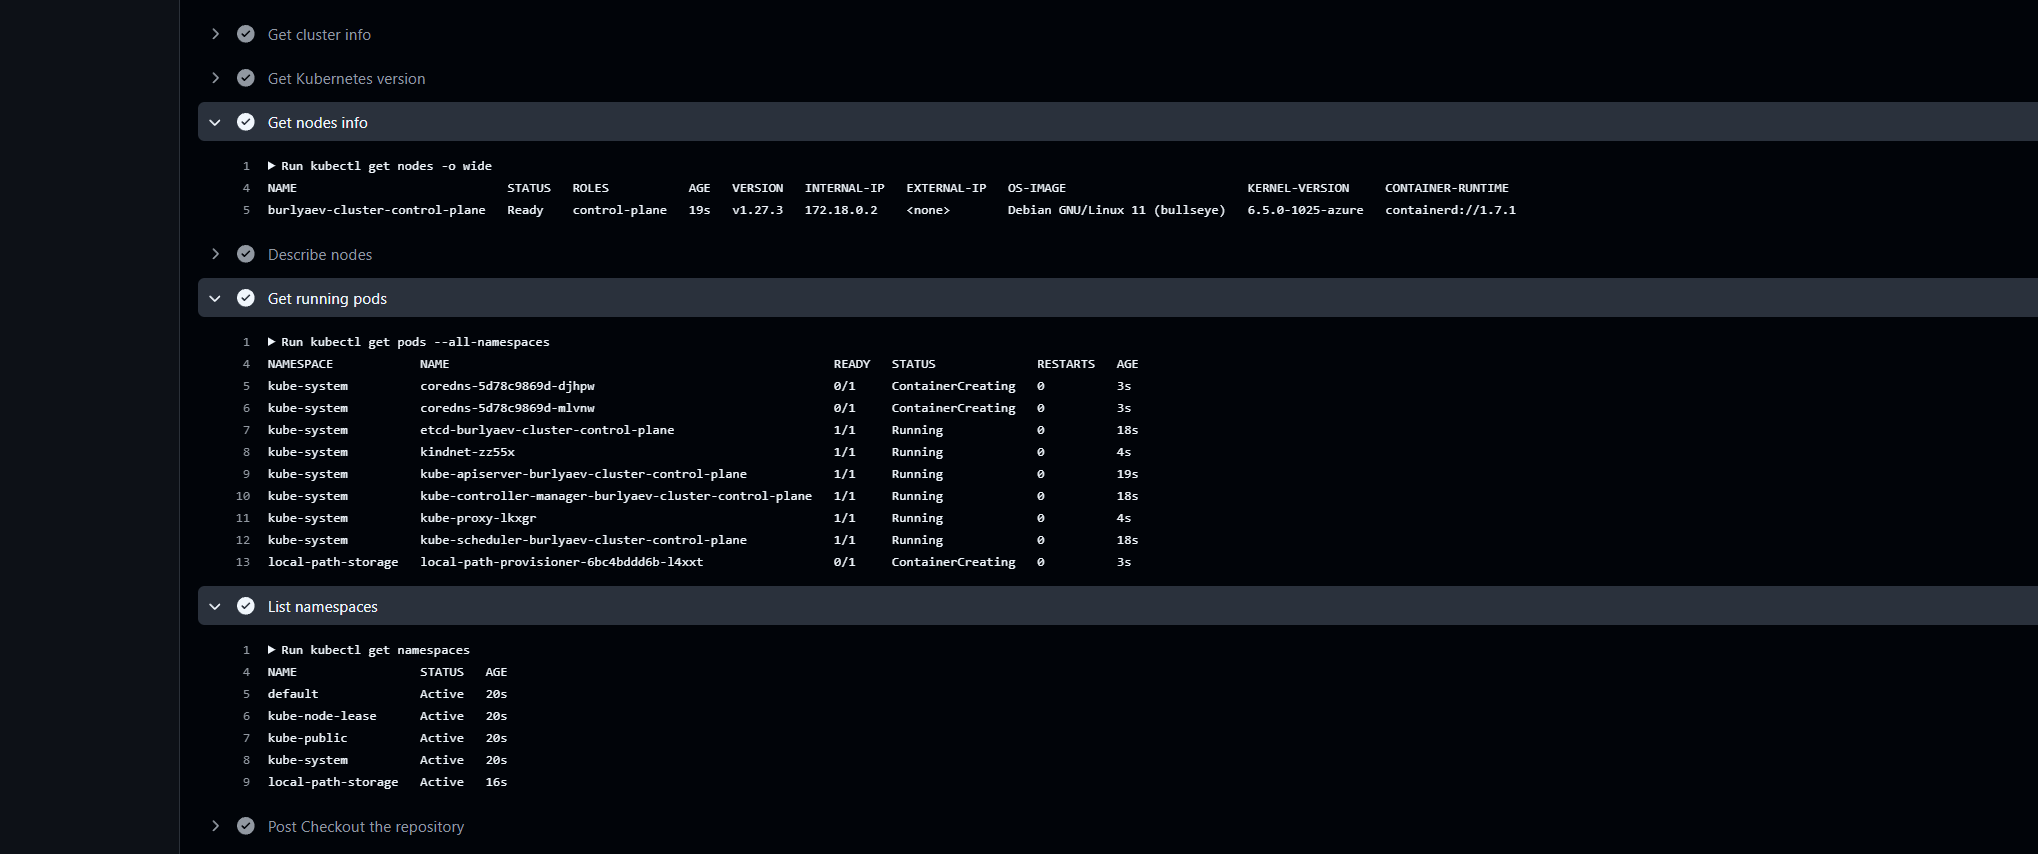 Get cluster info
Get Kubernetes version
Get nodes info
1 Run kubectl get nodes -o wide
4 NAME STATUS ROLES AGE VERSION INTERNAL-IP EXTERNAL-IP OS-IMAGE KERNEL-VERSION CONTAINER-RUNTIME
5 burlyaev-cluster-control-plane Ready control-plane 19s v1.27.3 172.18.0.2 <none> Debian GNU/Linux 11 (bullseye) 6.5.0-1025-azure containerd://1.7.1
Describe nodes
Get running pods
1 Run kubectl get pods --all-namespaces
4 NAMESPACE NAME READY STATUS RESTARTS AGE
5 kube-system coredns-5d78c9869d-djhpw 0/1 ContainerCreating 0 3s
6 kube-system coredns-5d78c9869d-mlvnw 0/1 ContainerCreating 0 3s
7 kube-system etcd-burlyaev-cluster-control-plane 1/1 Running 0 18s
8 kube-system kindnet-zz55x 1/1 Running 0 4s
9 kube-system kube-apiserver-burlyaev-cluster-control-plane 1/1 Running 0 19s
10 kube-system kube-controller-manager-burlyaev-cluster-control-plane 1/1 Running 0 18s
11 kube-system kube-proxy-lkxgr 1/1 Running 0 4s
12 kube-system kube-scheduler-burlyaev-cluster-control-plane 1/1 Running 0 18s
13 local-path-storage local-path-provisioner-6bc4bddd6b-l4xxt 0/1 ContainerCreating 0 3s
List namespaces
1 Run kubectl get namespaces
4 NAME STATUS AGE
5 default Active 20s
6 kube-node-lease Active 20s
7 kube-public Active 20s
8 kube-system Active 20s
9 local-path-storage Active 16s
Post Checkout the repository